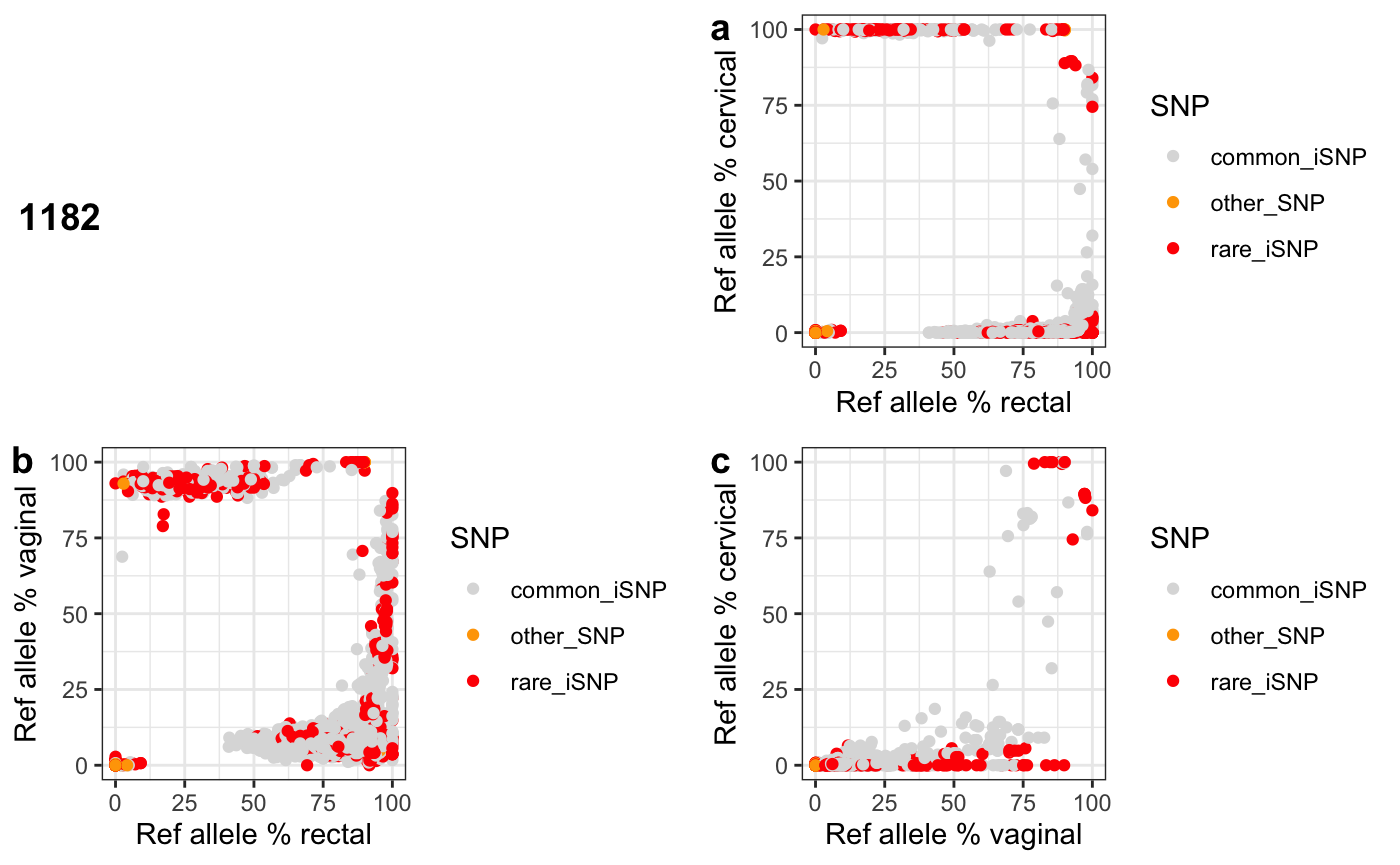 1182
a
Ref allele % cervical
100
75
50
25
0
0 25 50 75 100
Ref allele % rectal
SNP
common_iSNP
other_SNP
rare_iSNP
b
Ref allele % vaginal
100
75
50
25
0
0 25 50 75 100
Ref allele % rectal
SNP
common_iSNP
other_SNP
rare_iSNP
c
Ref allele % cervical
100
75
50
25
0
0 25 50 75 100
Ref allele % vaginal
SNP
common_iSNP
other_SNP
rare_iSNP